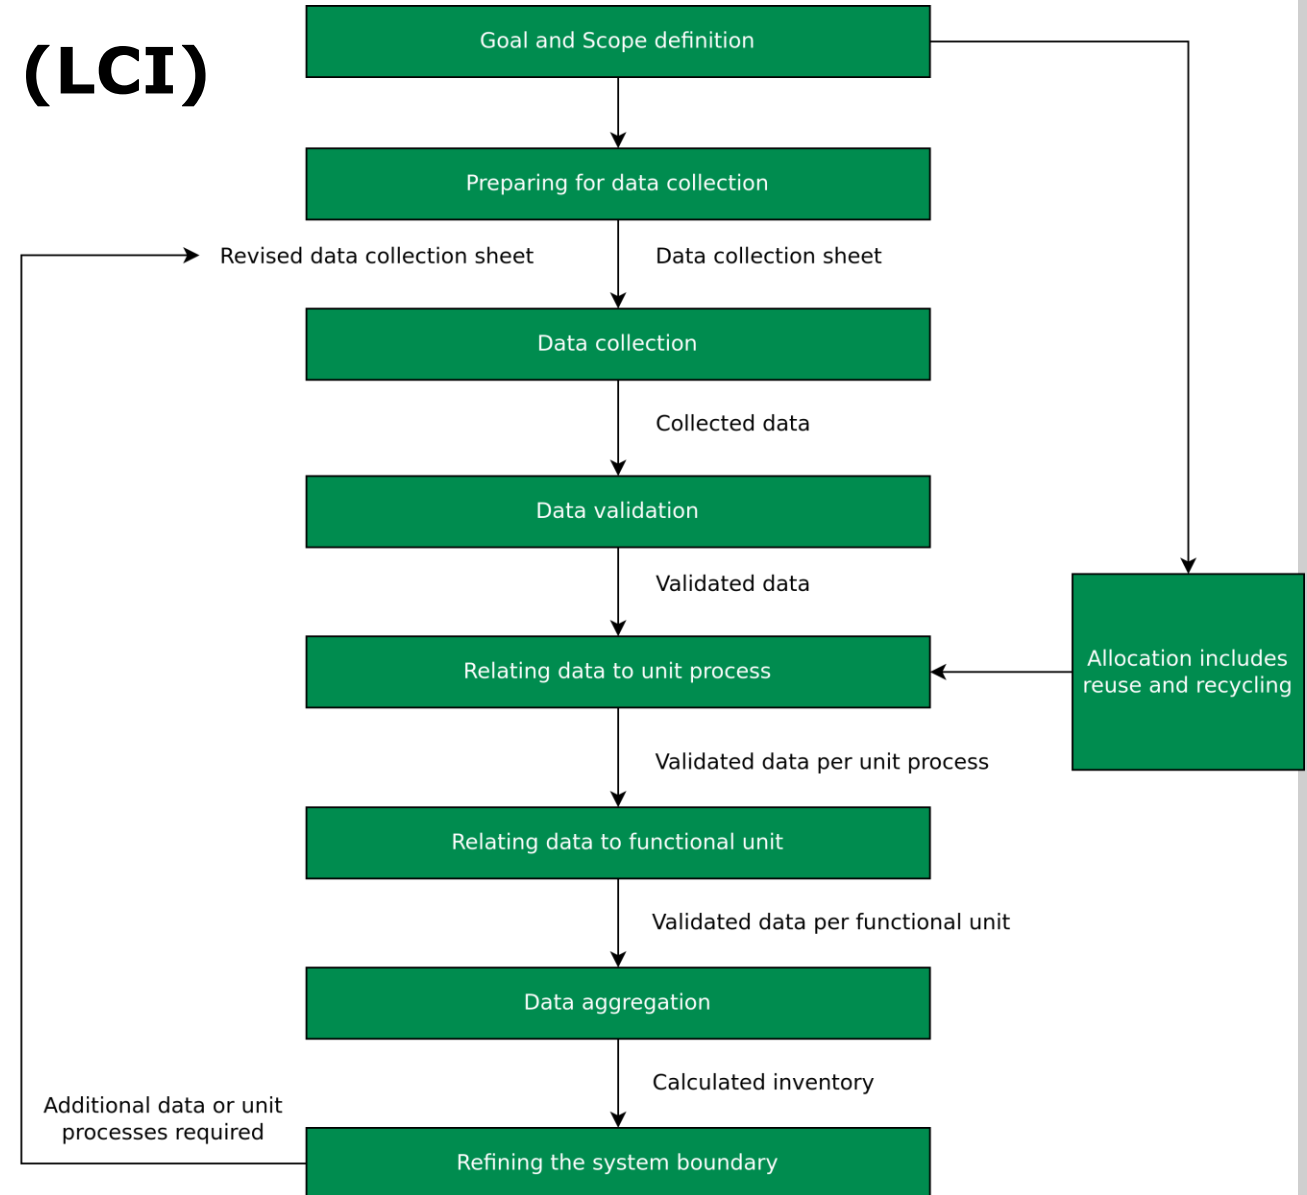 (LCI)
Goal and Scope definition
Preparing for data collection
Revised data collection sheet
Data collection sheet
Data collection
Collected data
Data validation
Validated data
Relating data to unit process
Allocation includes
reuse and recycling
Validated data per unit process
Relating data to functional unit
Validated data per functional unit
Data aggregation
Calculated inventory
Additional data or unit
processes required
Refining the system boundary